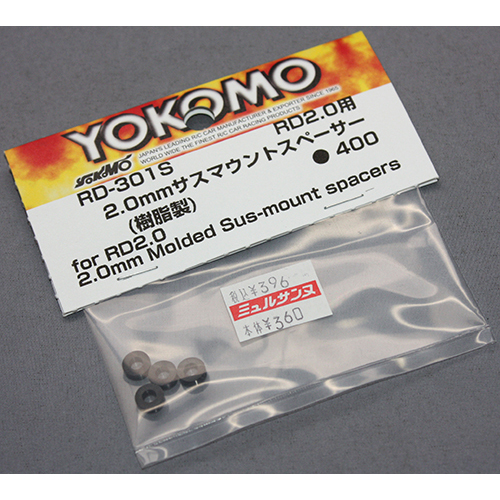 YOKOMO
JAPAN'S LEADING R/C CAR MANUFACTURER & EXPORTER SINCE 1965
WORLD WIDE THE FINEST R/C CAR RACING PRODUCTS
YOKOMO
RD-301S
RD2.0用
2.0mmサスマウントスペーサー
(樹脂製)
●400
for RD2.0
2.0mm Molded Sus-mount spacers
税込¥396
ミュルサンヌ
本体¥360